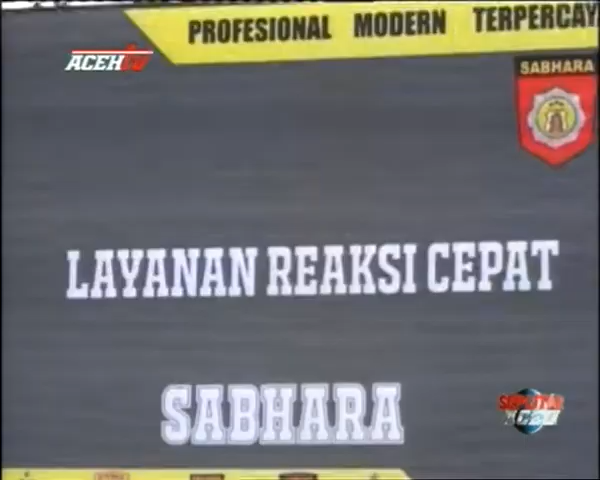 PROFESIONAL MODERN TERPERCAY
ACEHtv
SABHARA
LAYANAN REAKSI CEPAT
SABHARA